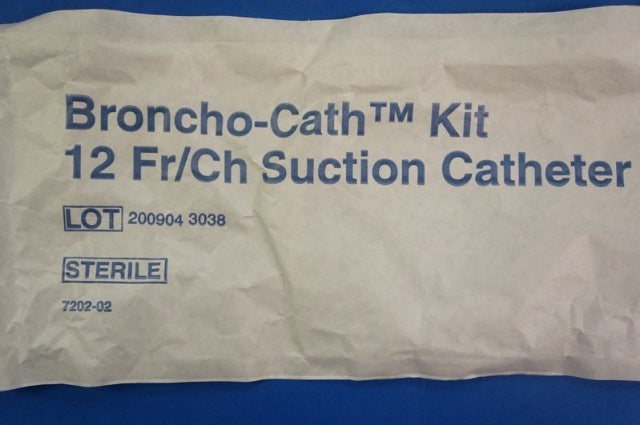 Broncho-Cath™ Kit
12 Fr/Ch Suction Catheter
LOT 200904 3038
STERILE
7202-02